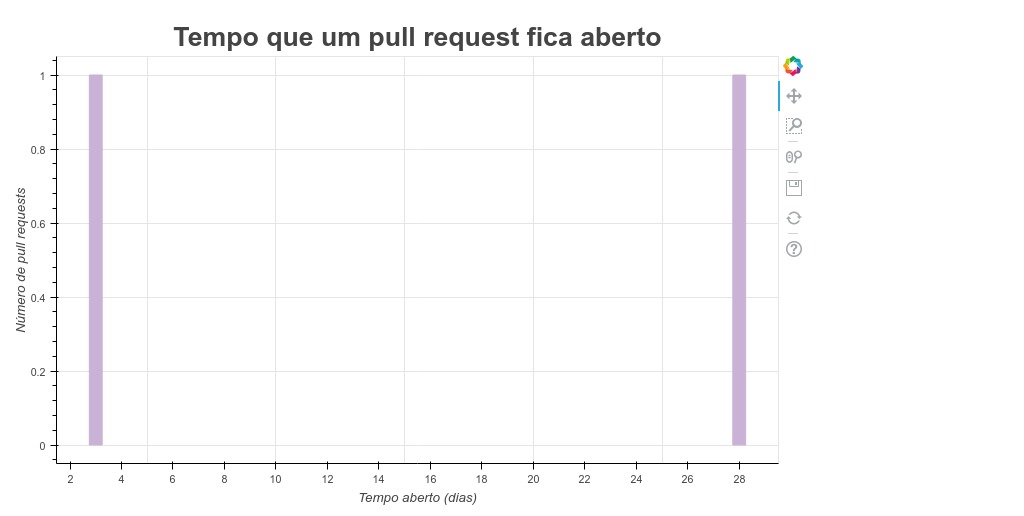 Tempo que um pull request fica aberto
1
0.8
0.6
0.4
0.2
0
Número de pull requests
2 4 6 8 10 12 14 16 18 20 22 24 26 28
Tempo aberto (dias)